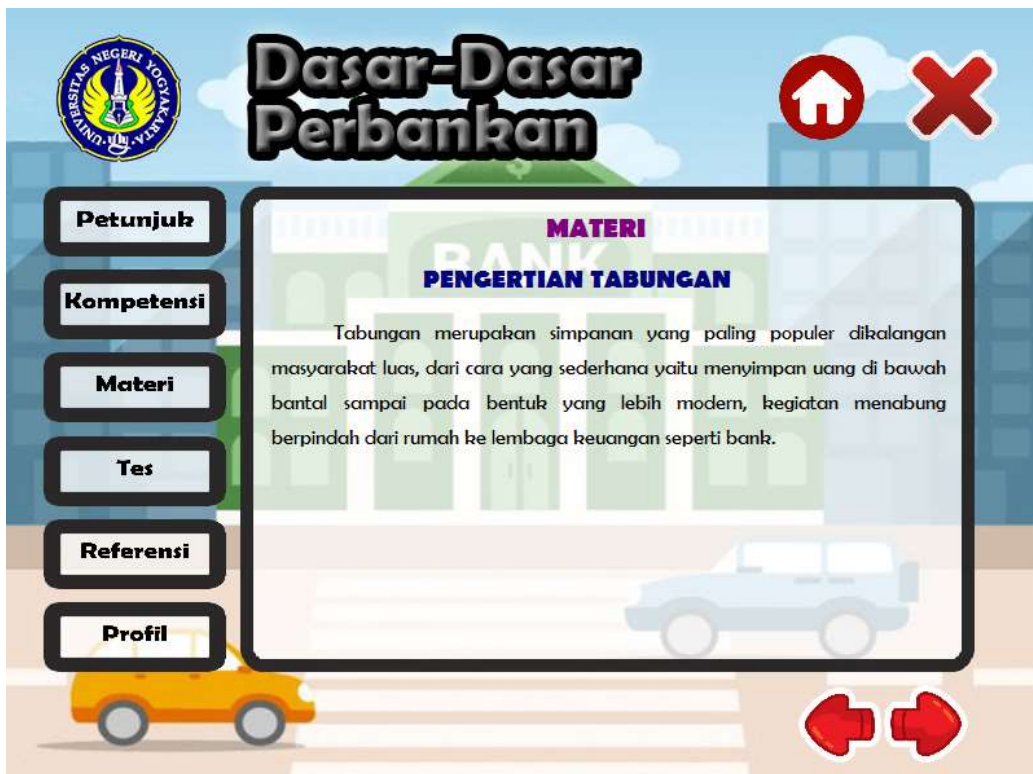 UNIVERSITAS NEGERI YOGYAKARTA
Dasar-Dasar
Perbankan
$
BANK
Petunjuk
Kompetensi
Materi
Tes
Referensi
Profil
MATERI
PENGERTIAN TABUNGAN
Tabungan merupakan simpanan yang paling populer dikalangan
masyarakat luas, dari cara yang sederhana yaitu menyimpan uang di bawah
bantal sampai pada bentuk yang lebih modern, kegiatan menabung
berpindah dari rumah ke lembaga keuangan seperti bank.